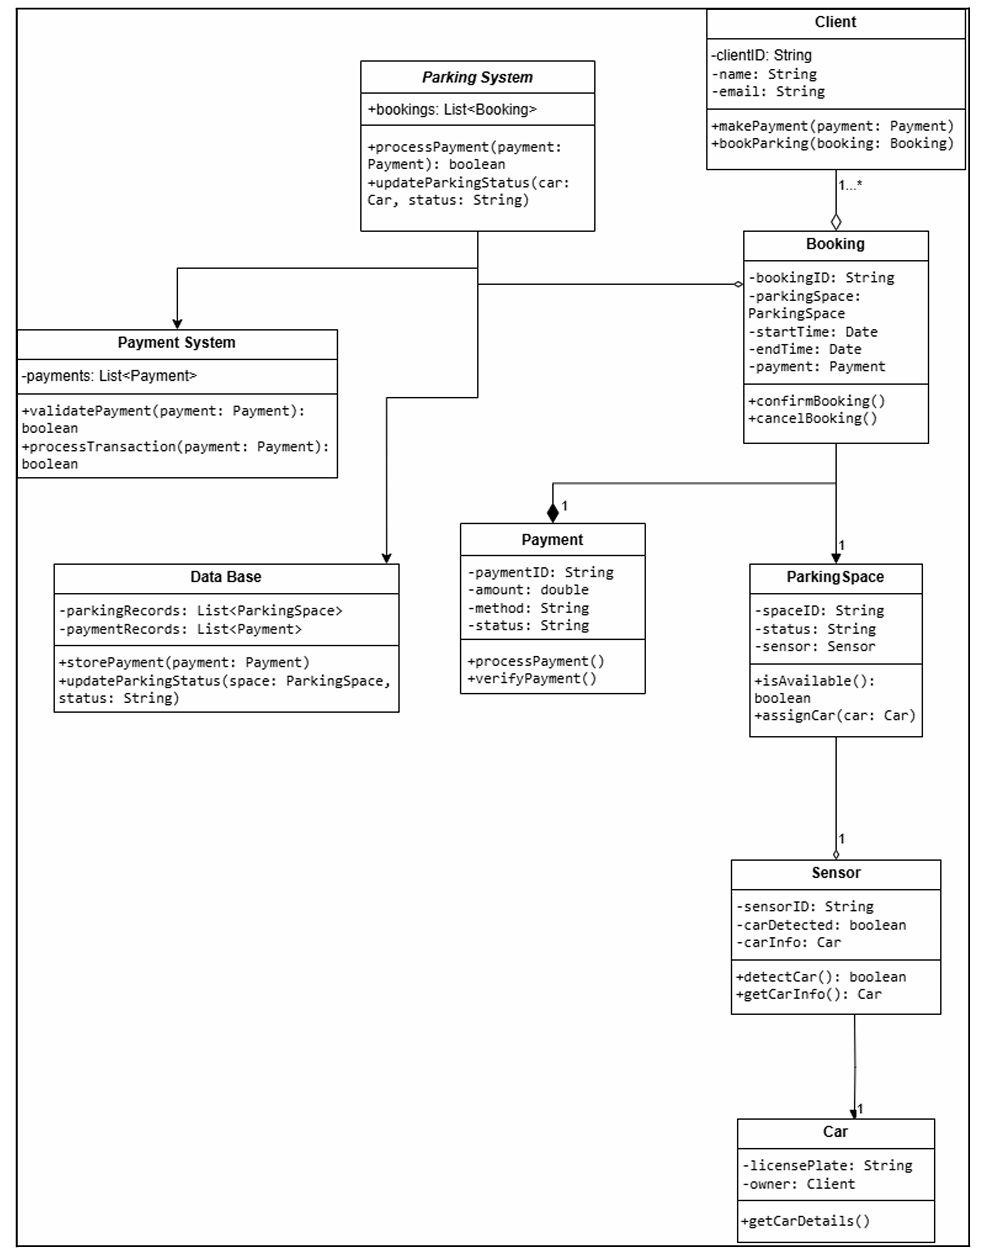 Client
-clientID: String
-name: String
-email: String
+makePayment(payment: Payment)
+bookParking(booking: Booking)
1...*
Parking System
+bookings: List<Booking>
+processPayment(payment:
Payment): boolean
+updateParkingStatus(car:
Car, status: String)
Booking
-bookingID: String
-parkingSpace:
ParkingSpace
-startTime: Date
-endTime: Date
-payment: Payment
+confirmBooking()
+cancelBooking()
Payment System
-payments: List<Payment>
+validatePayment(payment: Payment):
boolean
+processTransaction(payment: Payment):
boolean
1
1
Data Base
-parkingRecords: List<ParkingSpace>
-paymentRecords: List<Payment>
+storePayment(payment: Payment)
+updateParkingStatus(space: ParkingSpace,
status: String)
Payment
-paymentID: String
-amount: double
-method: String
-status: String
+processPayment()
+verifyPayment()
ParkingSpace
-spaceID: String
-status: String
-sensor: Sensor
+isAvailable():
boolean
+assignCar(car: Car)
1
Sensor
-sensorID: String
-carDetected: boolean
-carInfo: Car
+detectCar(): boolean
+getCarInfo(): Car
1
Car
-licensePlate: String
-owner: Client
+getCarDetails()